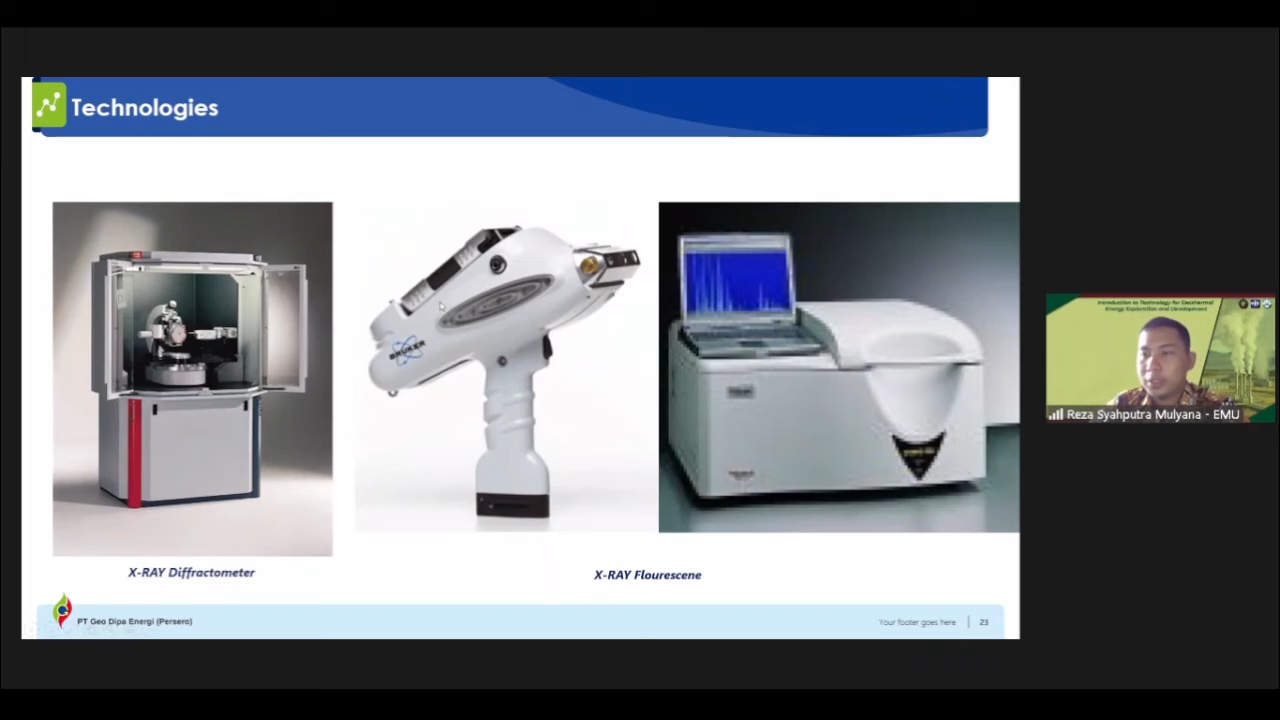 Technologies
BRUKER
X-RAY Diffractometer
X-RAY Flourescene
PT Geo Dipa Energi (Persero)
Your footer goes here
23
Introduction to Technology for Geothermal
Energy Exploration and Development
Reza Syahputra Mulyana - EMU